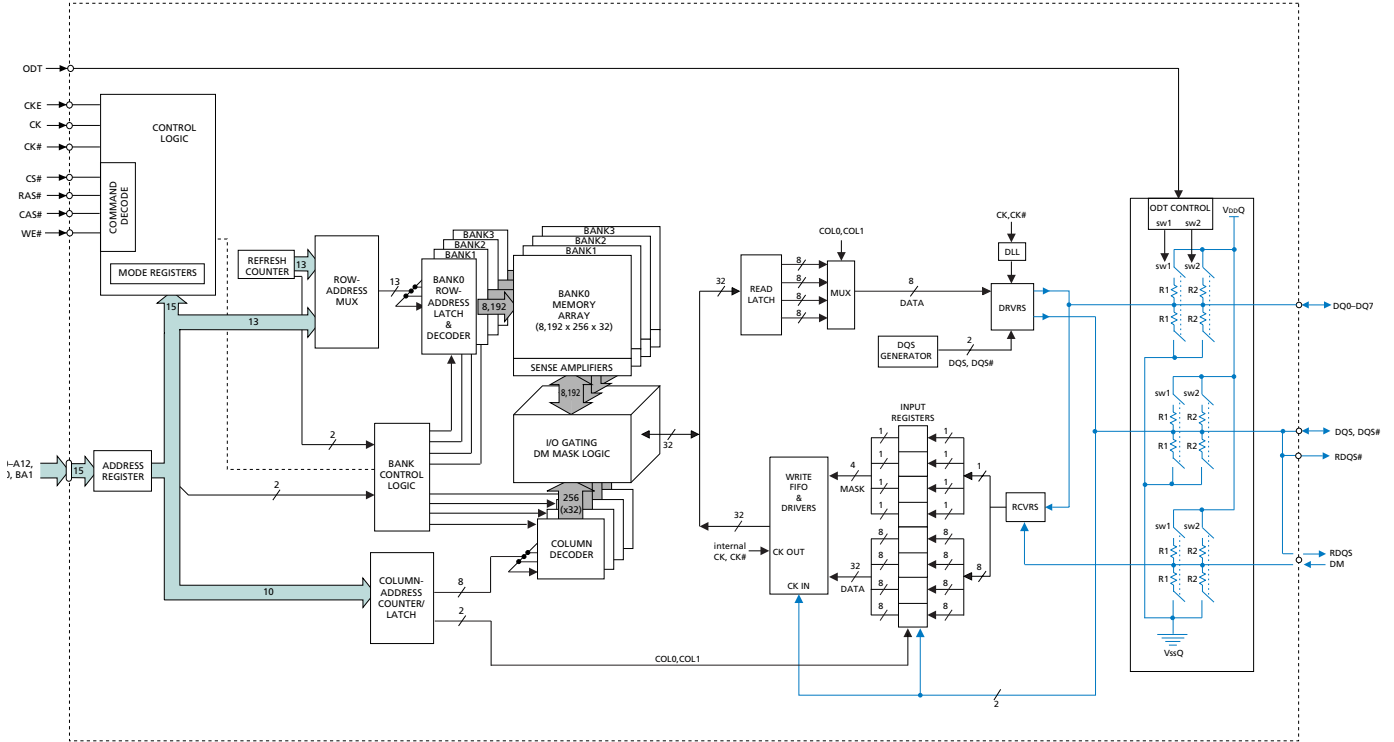 ODT
CKE
CK
CK#
CS#
RAS#
CAS#
WE#
CONTROL
LOGIC
COMMAND
DECODE
MODE REGISTERS
15
REFRESH
COUNTER
13
13
ROW-
ADDRESS
MUX
13
BANK3
BANK2
BANK1
BANK0
ROW-
ADDRESS
LATCH
&
DECODER
8,192
BANK3
BANK2
BANK1
BANK0
MEMORY
ARRAY
(8,192 x 256 x 32)
SENSE AMPLIFIERS
8,192
I/O GATING
DM MASK LOGIC
32
256
(x32)
COLUMN
DECODER
2
2
BANK
CONTROL
LOGIC
–A12,
, BA1
15
ADDRESS
REGISTER
10
COLUMN-
ADDRESS
COUNTER/
LATCH
8
2
COL0,COL1
32
READ
LATCH
8
8
8
8
COL0,COL1
MUX
8
DATA
CK,CK#
DLL
DRVRS
DQS
GENERATOR
2
DQS, DQS#
INPUT
REGISTERS
1
1
1
1
1
1
1
1
1
4
MASK
WRITE
FIFO
&
DRIVERS
32
internal
CK, CK#
CK OUT
CK IN
32
DATA
8
8
8
8
8
8
8
8
8
RCVRS
2
ODT CONTROL
VDDQ
sw1
sw2
sw1
sw2
R1
R2
R1
R2
sw1
sw2
R1
R2
R1
R2
sw1
sw2
R1
R2
R1
R2
VssQ
DQ0–DQ7
DQS, DQS#
RDQS#
RDQS
DM